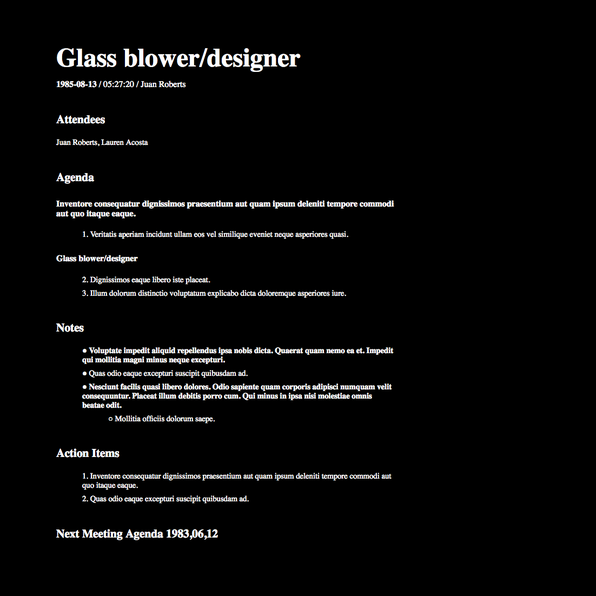 Glass blower/designer
1985-08-13 / 05:27:20 / Juan Roberts
Attendees
Juan Roberts, Lauren Acosta
Agenda
Inventore consequatur dignissimos praesentium aut quam ipsum deleniti tempore commodi
aut quo itaque eaque.
1. Veritatis aperiam incidunt ullam eos vel similique eveniet neque asperiores quasi.
Glass blower/designer
2. Dignissimos eaque libero iste placeat.
3. Illum dolorum distinctio voluptatum explicabo dicta doloremque asperiores iure.
Notes
● Voluptate impedit aliquid repellendus ipsa nobis dicta. Quaerat quam nemo ea et. Impedit
qui mollitia magni minus neque excepturi.
● Quas odio eaque excepturi suscipit quibusdam ad.
● Nesciunt facilis quasi libero dolores. Odio sapiente quam corporis adipisci numquam velit
consequuntur. Placeat illum debitis porro cum. Qui minus in ipsa nisi molestiae omnis
beatae odit.
○ Mollitia officiis dolorum saepe.
Action Items
1. Inventore consequatur dignissimos praesentium aut quam ipsum deleniti tempore commodi aut
quo itaque eaque.
2. Quas odio eaque excepturi suscipit quibusdam ad.
Next Meeting Agenda 1983,06,12